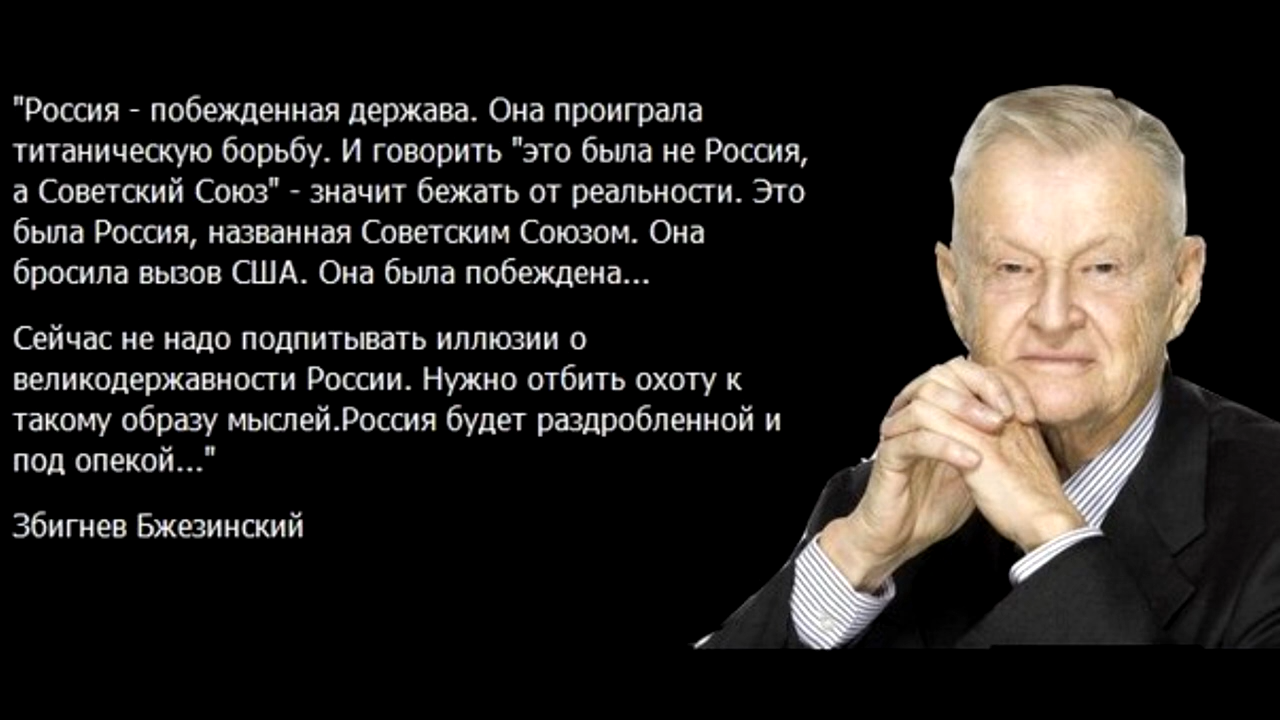 "Россия - побежденная держава. Она проиграла
титаническую борьбу. И говорить "это была не Россия,
а Советский Союз" - значит бежать от реальности. Это
была Россия, названная Советским Союзом. Она
бросила вызов США. Она была побеждена...
Сейчас не надо подпитывать иллюзии о
великодержавности России. Нужно отбить охоту к
такому образу мыслей.Россия будет раздробленной и
под опекой..."
Збигнев Бжезинский